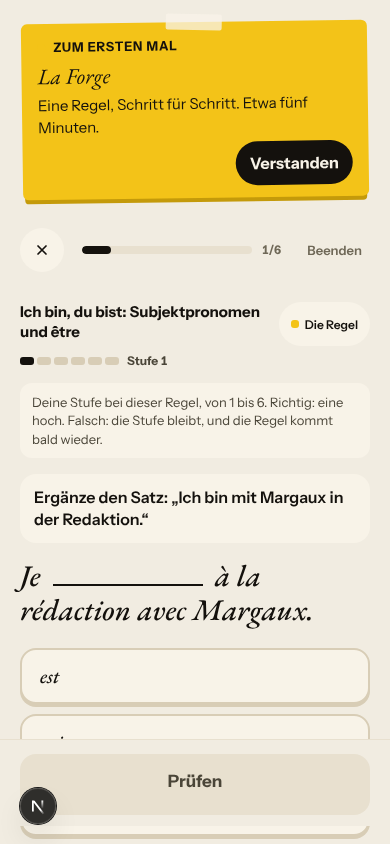 ZUM ERSTEN MAL
La Forge
Eine Regel, Schritt für Schritt. Etwa fünf
Minuten.
Verstanden
1/6
Beenden
Ich bin, du bist: Subjektpronomen
und être
Die Regel
Stufe 1
Deine Stufe bei dieser Regel, von 1 bis 6. Richtig: eine
hoch. Falsch: die Stufe bleibt, und die Regel kommt
bald wieder.
Ergänze den Satz: „Ich bin mit Margaux in
der Redaktion.“
Je ____________ à la
rédaction avec Margaux.
est
Prüfen
N